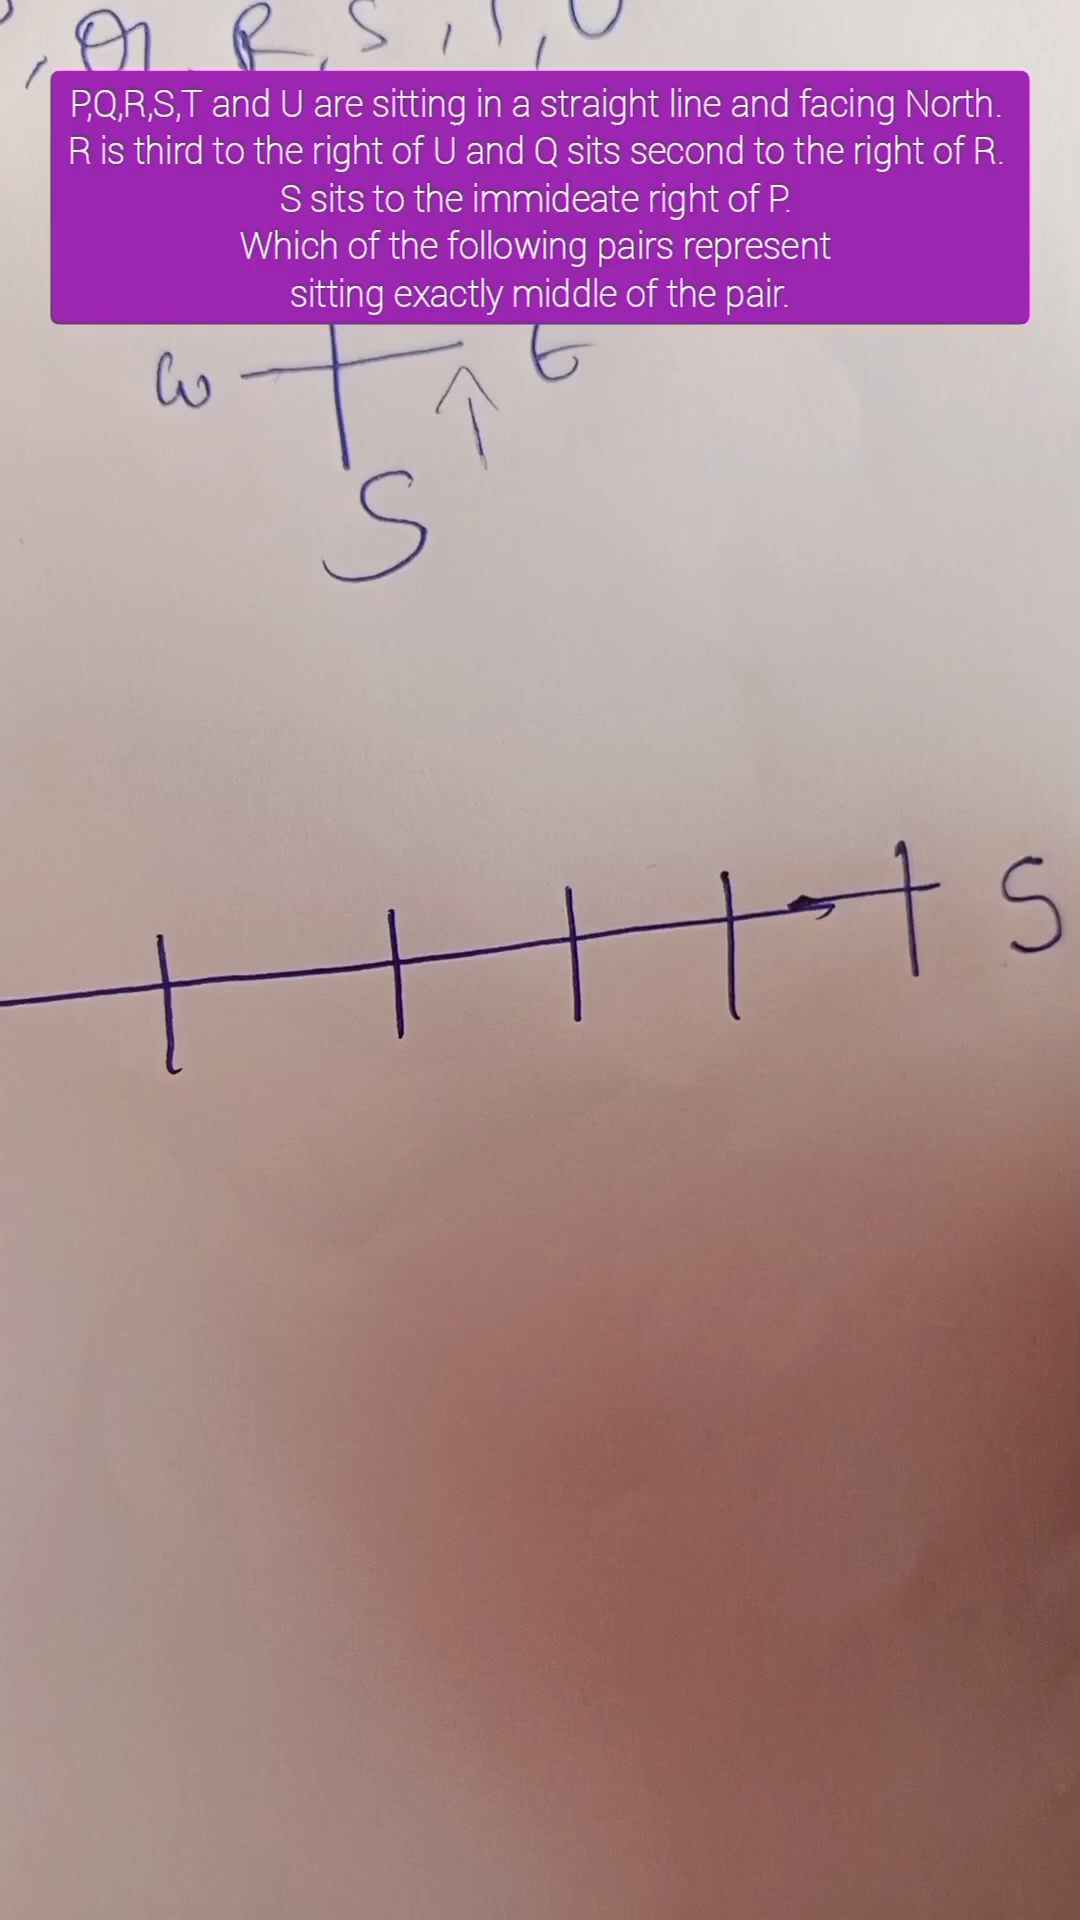 , Q, R, S, T, U
P,Q,R,S,T and U are sitting in a straight line and facing North.
R is third to the right of U and Q sits second to the right of R.
S sits to the immideate right of P.
Which of the following pairs represent
sitting exactly middle of the pair.
W E
S
S